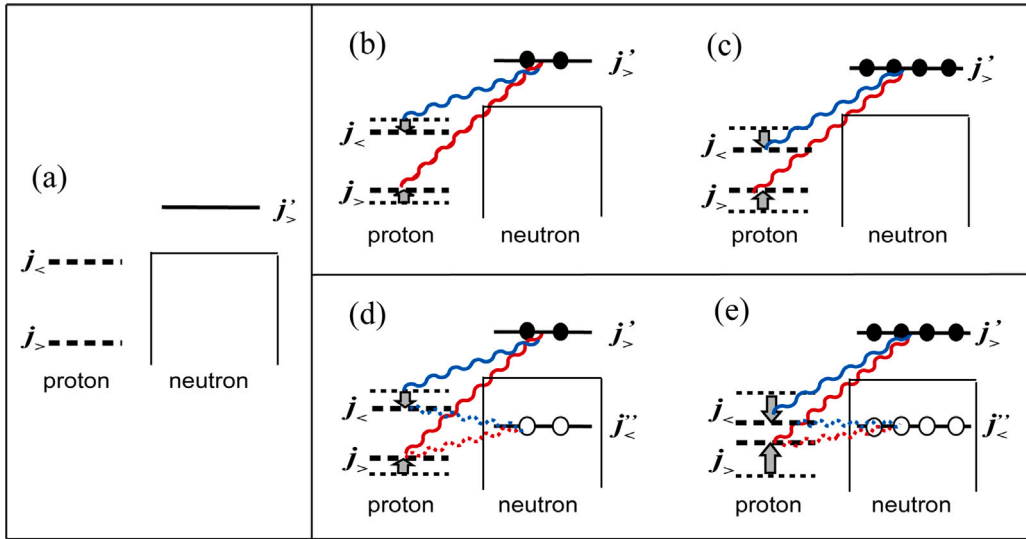 (a)
j'>
j<
j>
proton neutron
(b)
j'>
j<
j>
proton neutron
(c)
j'>
j<
j>
proton neutron
(d)
j'>
j<
j''<
j>
proton neutron
(e)
j'>
j<
j''<
j>
proton neutron